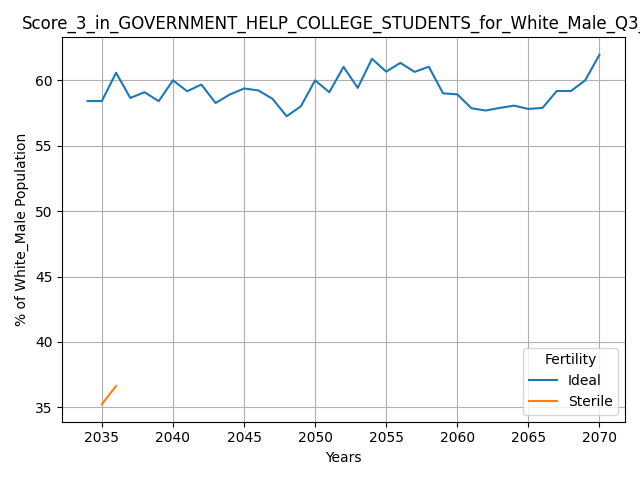 Score_3_in_GOVERNMENT_HELP_COLLEGE_STUDENTS_for_White_Male_Q3_
% of White_Male Population
60
55
50
45
40
35
Fertility
Ideal
Sterile
2035 2040 2045 2050 2055 2060 2065 2070
Years